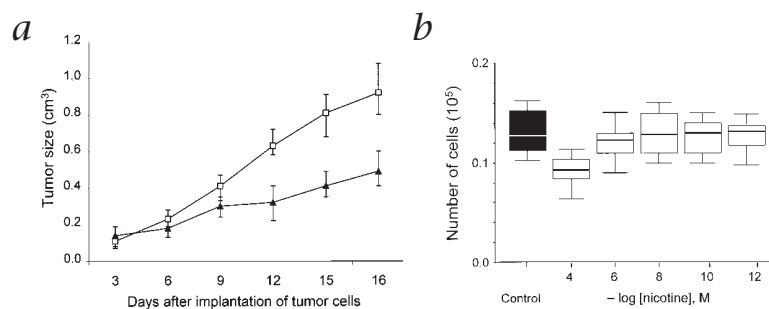 a
Tumor size (cm³)
1.2
1.0
0.8
0.6
0.4
0.2
0.0
3 6 9 12 15 16
Days after implantation of tumor cells
b
Number of cells (10⁵)
0.2
0.1
0.0
4 6 8 10 12
Control – log [nicotine], M